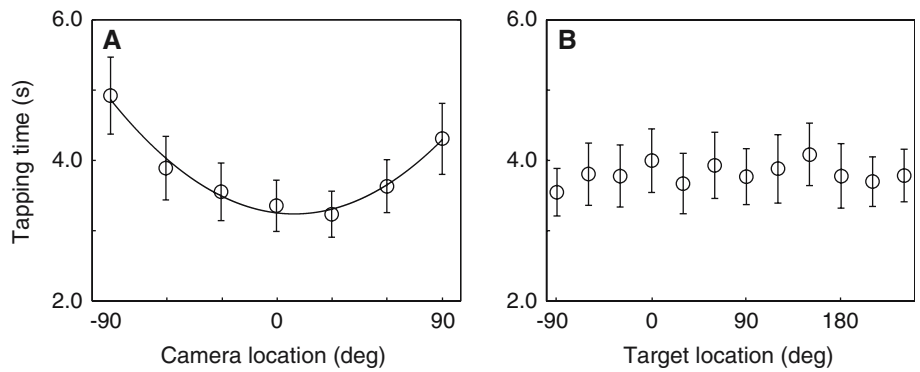 A
B
Tapping time (s)
6.0
4.0
2.0
-90
0
90
Camera location (deg)
6.0
4.0
2.0
-90
0
90
180
Target location (deg)